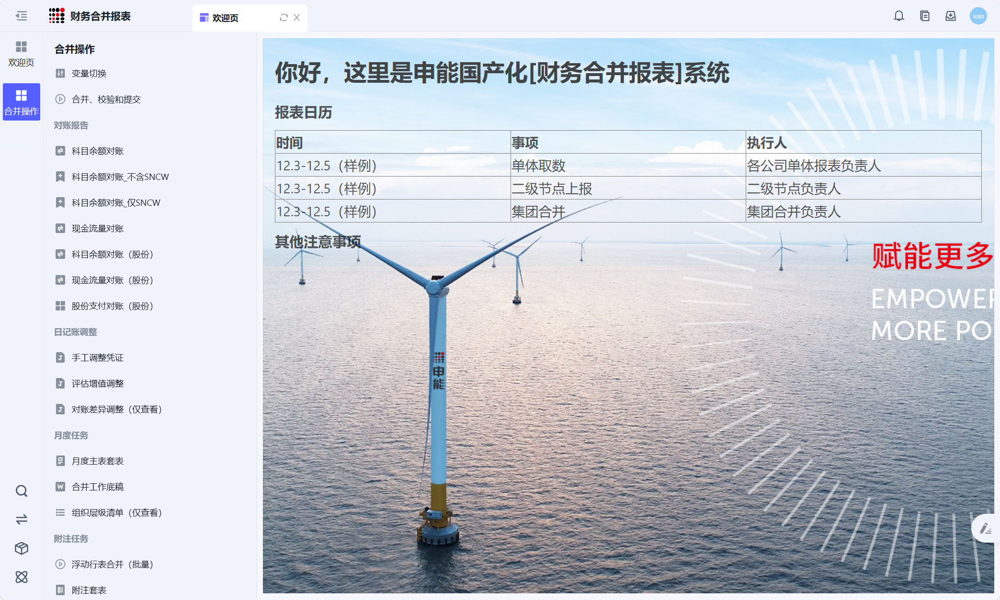 财务合并报表
欢迎页
van
欢迎页
合并操作
合并操作
变量切换
合并、校验和提交
对账报告
科目余额对账
科目余额对账_不含SNCW
科目余额对账_仅SNCW
现金流量对账
科目余额对账（股份）
现金流量对账（股份）
股份支付对账（股份）
日记账调整
手工调整凭证
评估增值调整
对账差异调整（仅查看）
月度任务
月度主表套表
合并工作底稿
组织层级清单（仅查看）
附注任务
浮动行表合并（批量）
附注套表
你好，这里是申能国产化[财务合并报表]系统
报表日历
时间 事项 执行人
12.3-12.5（样例） 单体取数 各公司单体报表负责人
12.3-12.5（样例） 二级节点上报 二级节点负责人
12.3-12.5（样例） 集团合并 集团合并负责人
其他注意事项
赋能更多
EMPOWER
MORE PO
申能